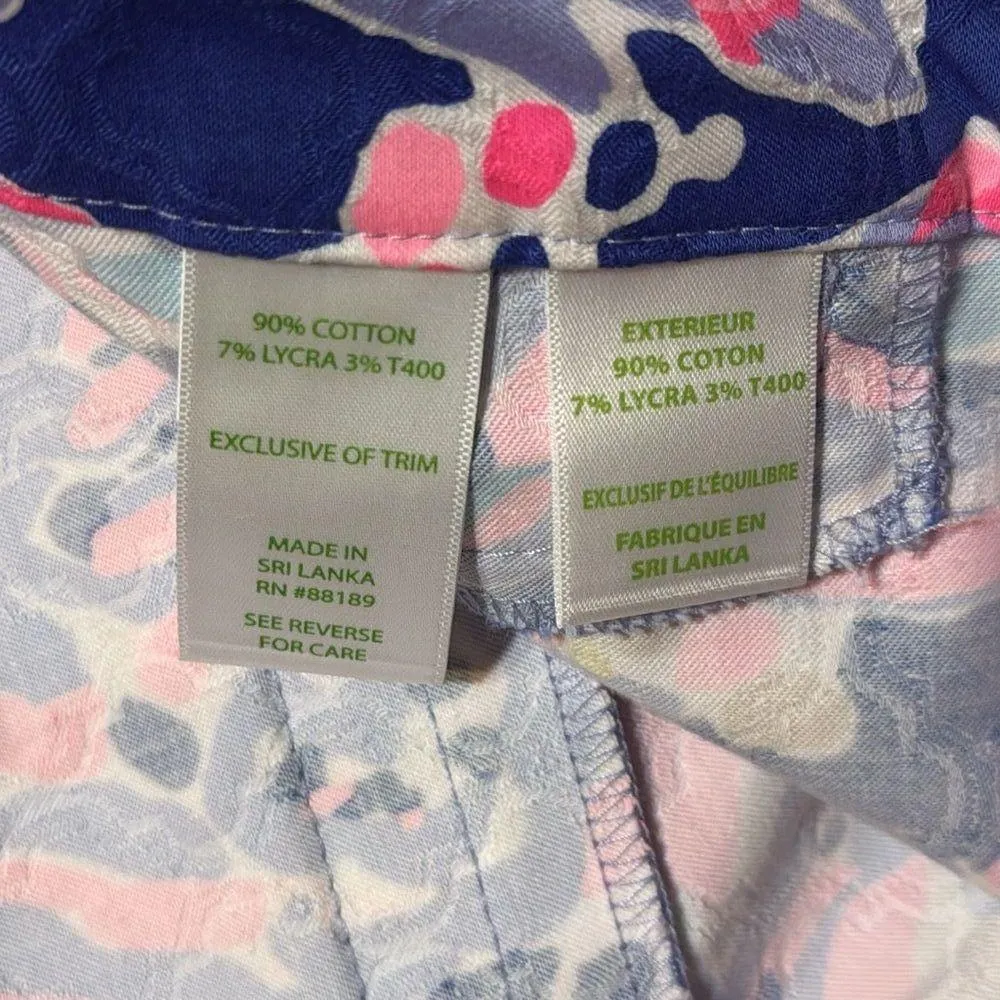 90% COTTON
7% LYCRA 3% T400
EXCLUSIVE OF TRIM
MADE IN
SRI LANKA
RN #88189
SEE REVERSE
FOR CARE
EXTERIEUR
90% COTON
7% LYCRA 3% T400
EXCLUSIF DE L'ÉQUILIBRE
FABRIQUE EN
SRI LANKA